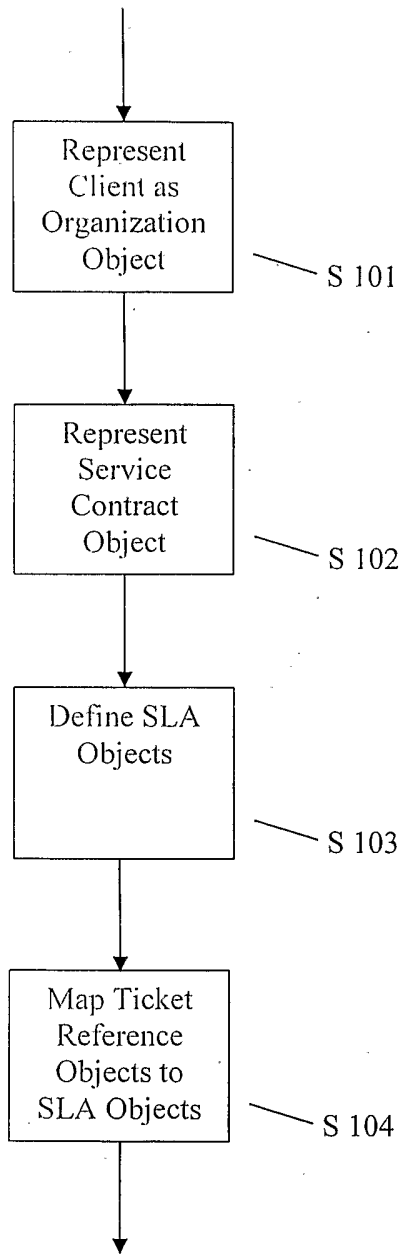 Represent
Client as
Organization
Object
S 101
Represent
Service
Contract
Object
S 102
Define SLA
Objects
S 103
Map Ticket
Reference
Objects to
SLA Objects
S 104